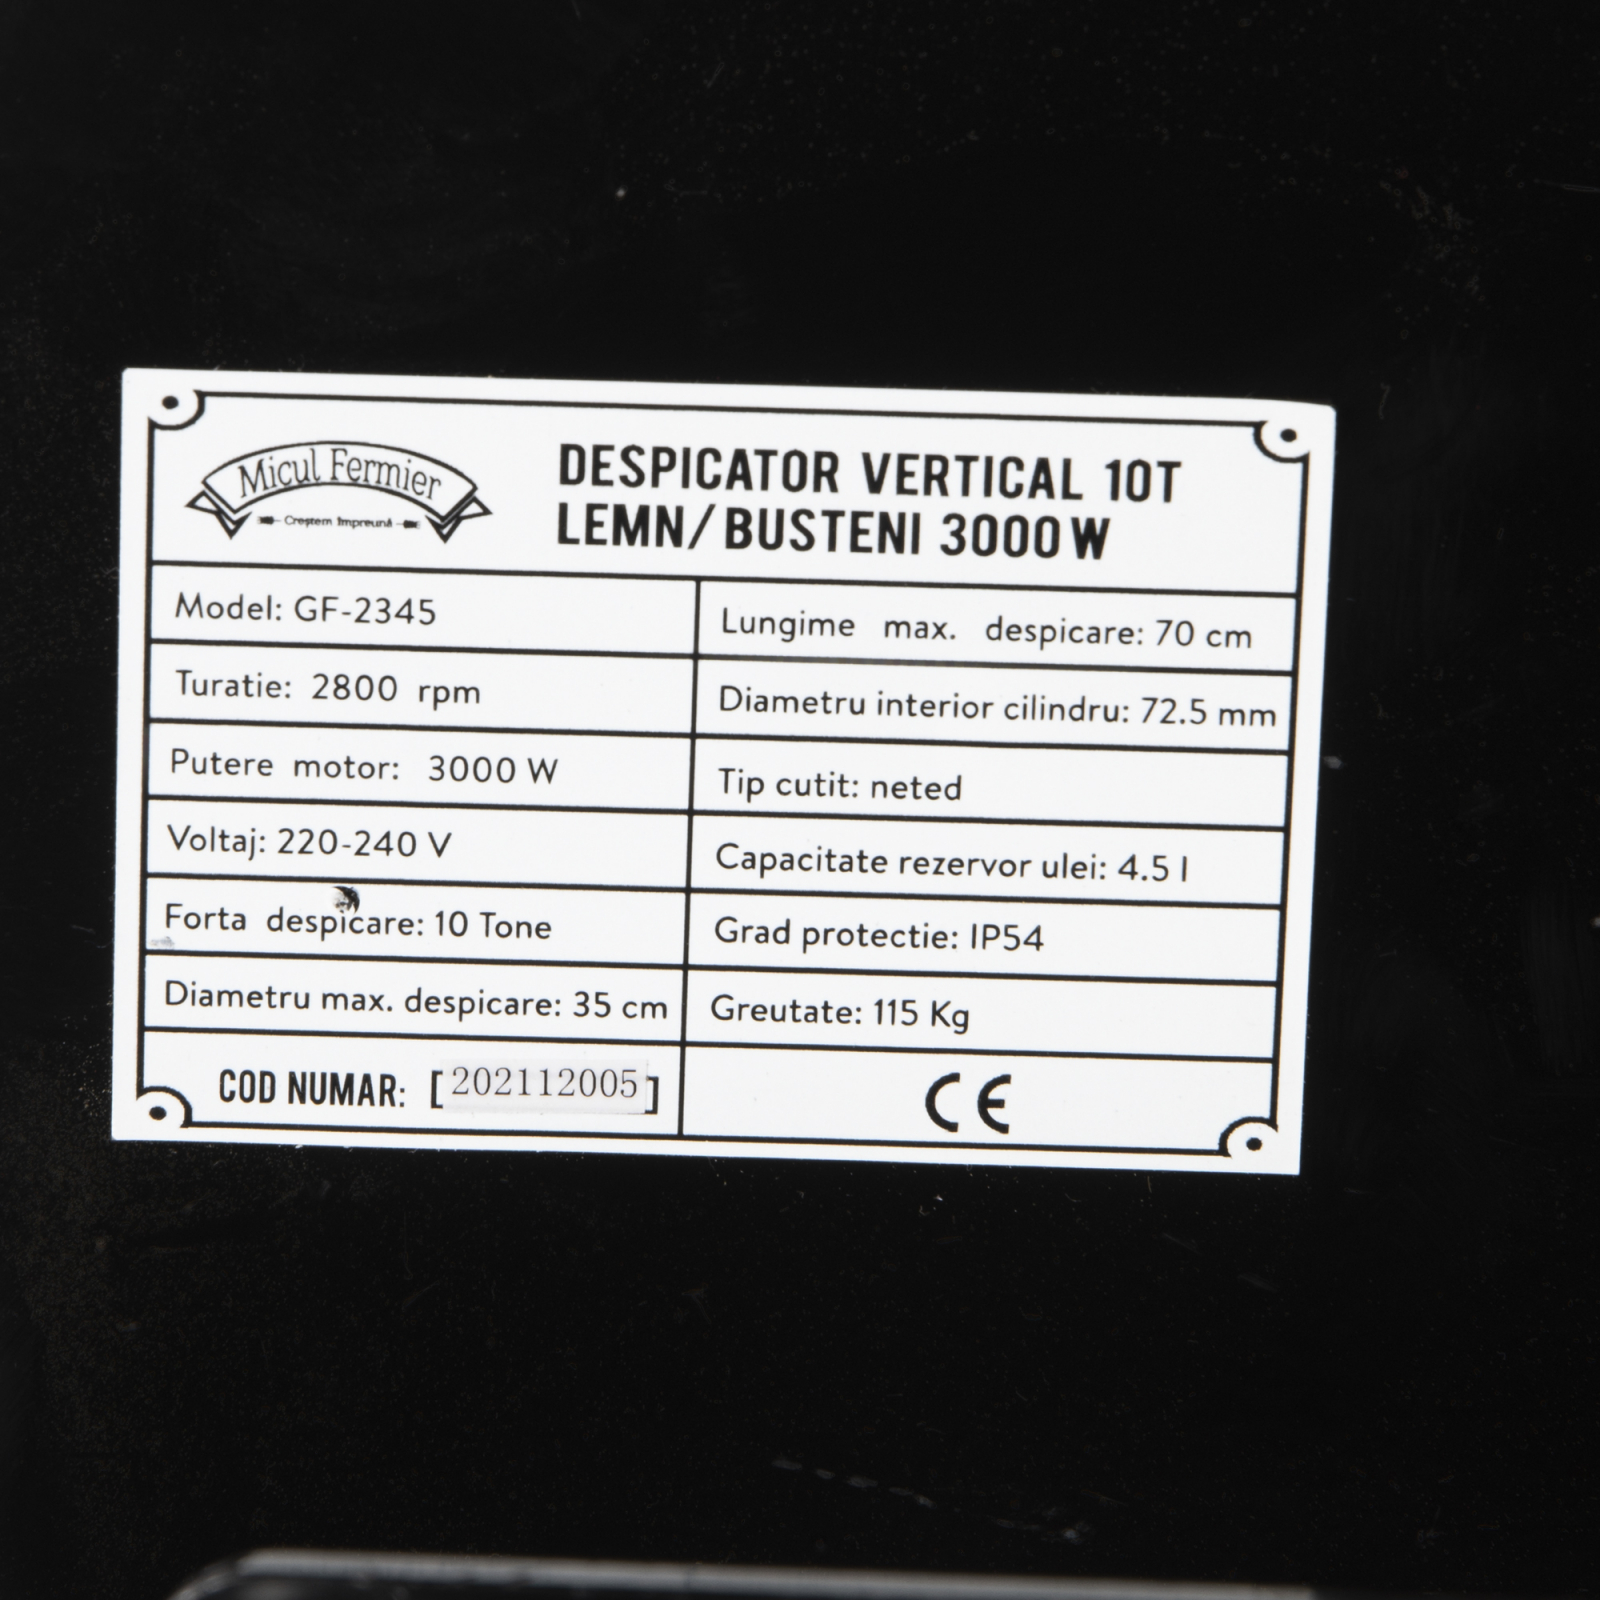 Micul Fermier
Creștem Împreună
DESPICATOR VERTICAL 10T
LEMN/BUSTENI 3000 W
Model: GF-2345
Lungime max. despicare: 70 cm
Turatie: 2800 rpm
Diametru interior cilindru: 72.5 mm
Putere motor: 3000 W
Tip cutit: neted
Voltaj: 220-240 V
Capacitate rezervor ulei: 4.5 l
Forta despicare: 10 Tone
Grad protectie: IP54
Diametru max. despicare: 35 cm
Greutate: 115 Kg
COD NUMAR: [202112005]
CE